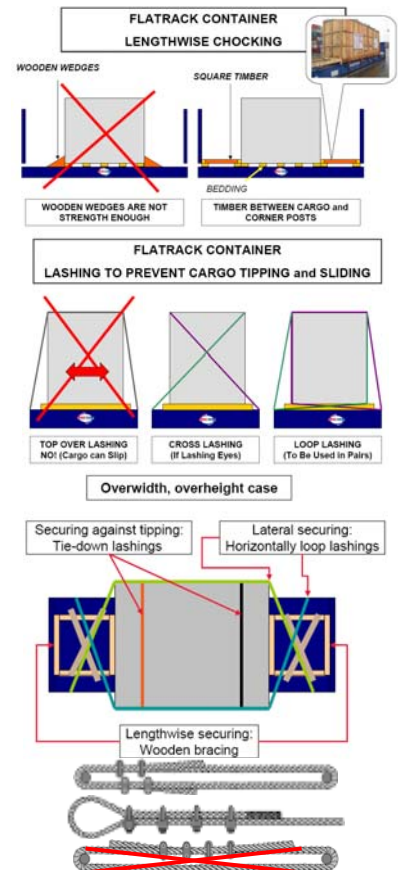 FLATRACK CONTAINER
LENGTHWISE CHOCKING
WOODEN WEDGES
SQUARE TIMBER
BEDDING
WOODEN WEDGES ARE NOT
STRENGTH ENOUGH
TIMBER BETWEEN CARGO and
CORNER POSTS
FLATRACK CONTAINER
LASHING TO PREVENT CARGO TIPPING and SLIDING
TOP OVER LASHING
NO! (Cargo can Slip)
CROSS LASHING
(If Lashing Eyes)
LOOP LASHING
(To Be Used in Pairs)
Overwidth, overheight case
Securing against tipping:
Tie-down lashings
Lateral securing:
Horizontally loop lashings
Lengthwise securing:
Wooden bracing